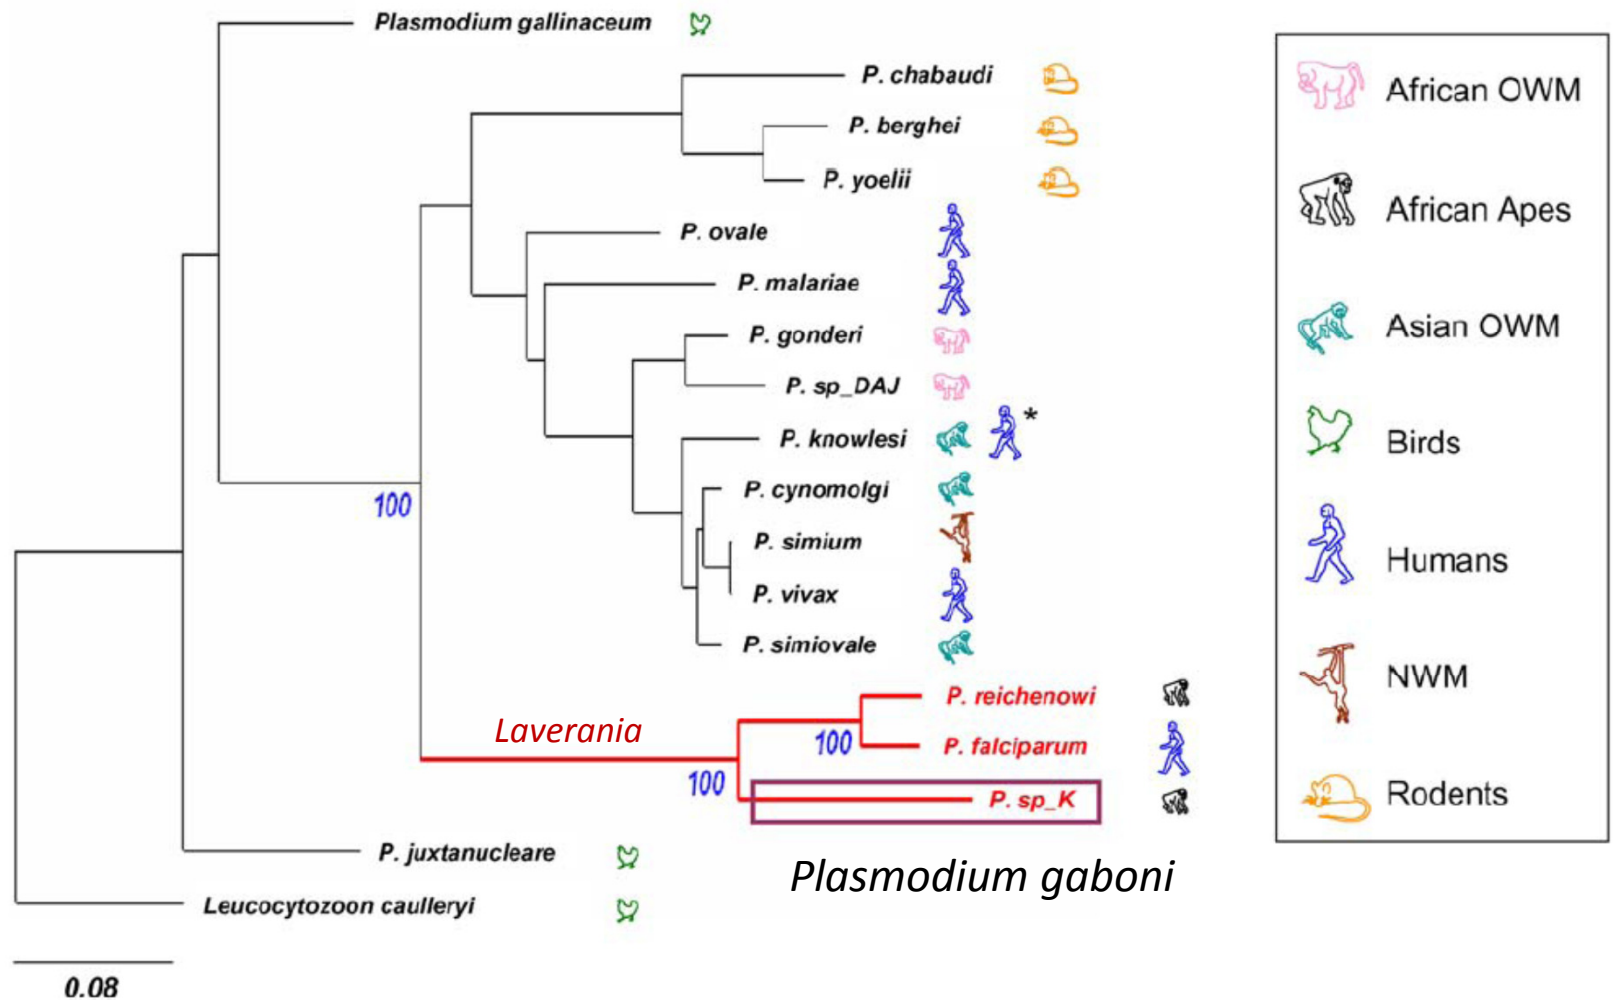 Plasmodium gallinaceum
P. chabaudi
P. berghei
P. yoelii
P. ovale
P. malariae
P. gonderi
P. sp_DAJ
P. knowlesi *
P. cynomolgi
P. simium
P. vivax
P. simiovale
100
Laverania
P. reichenowi
100
P. falciparum
100
P. sp_K
P. juxtanucleare
Plasmodium gaboni
Leucocytozoon caulleryi
0.08
African OWM
African Apes
Asian OWM
Birds
Humans
NWM
Rodents